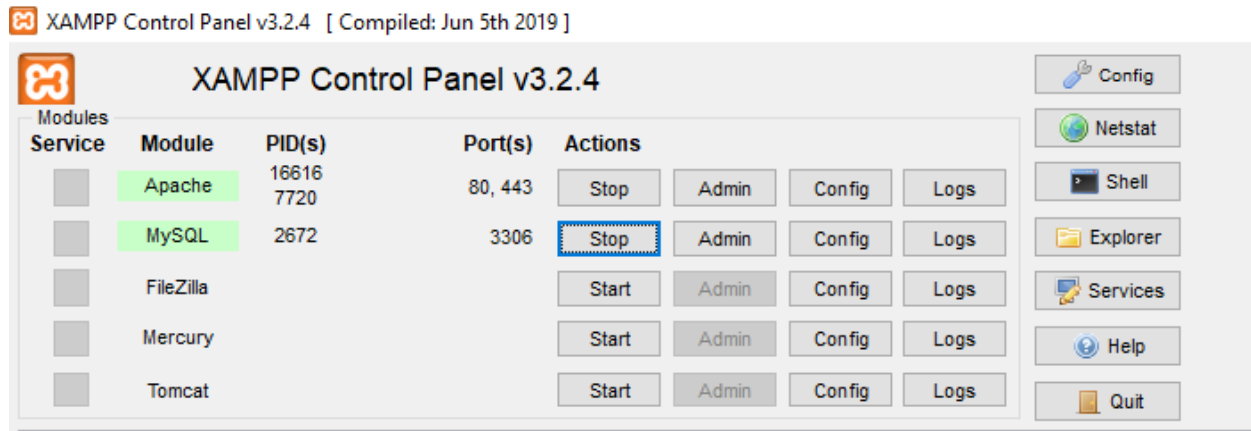 XAMPP Control Panel v3.2.4 [ Compiled: Jun 5th 2019 ]
XAMPP Control Panel v3.2.4
Config
Modules
Service Module PID(s) Port(s) Actions
Netstat
Apache 16616 7720 80, 443 Stop Admin Config Logs
Shell
MySQL 2672 3306 Stop Admin Config Logs
Explorer
FileZilla Start Admin Config Logs
Services
Mercury Start Admin Config Logs
Help
Tomcat Start Admin Config Logs
Quit